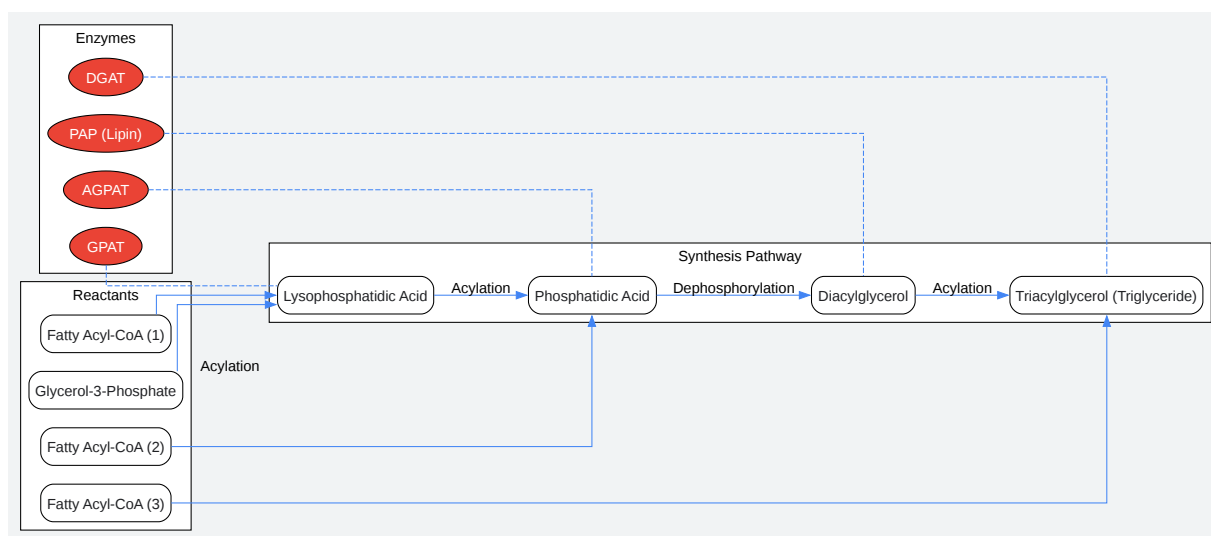 Enzymes
DGAT
PAP (Lipin)
AGPAT
GPAT
Synthesis Pathway
Lysophosphatidic Acid
Acylation
Phosphatidic Acid
Dephosphorylation
Diacylglycerol
Acylation
Triacylglycerol (Triglyceride)
Reactants
Fatty Acyl-CoA (1)
Acylation
Glycerol-3-Phosphate
Fatty Acyl-CoA (2)
Fatty Acyl-CoA (3)